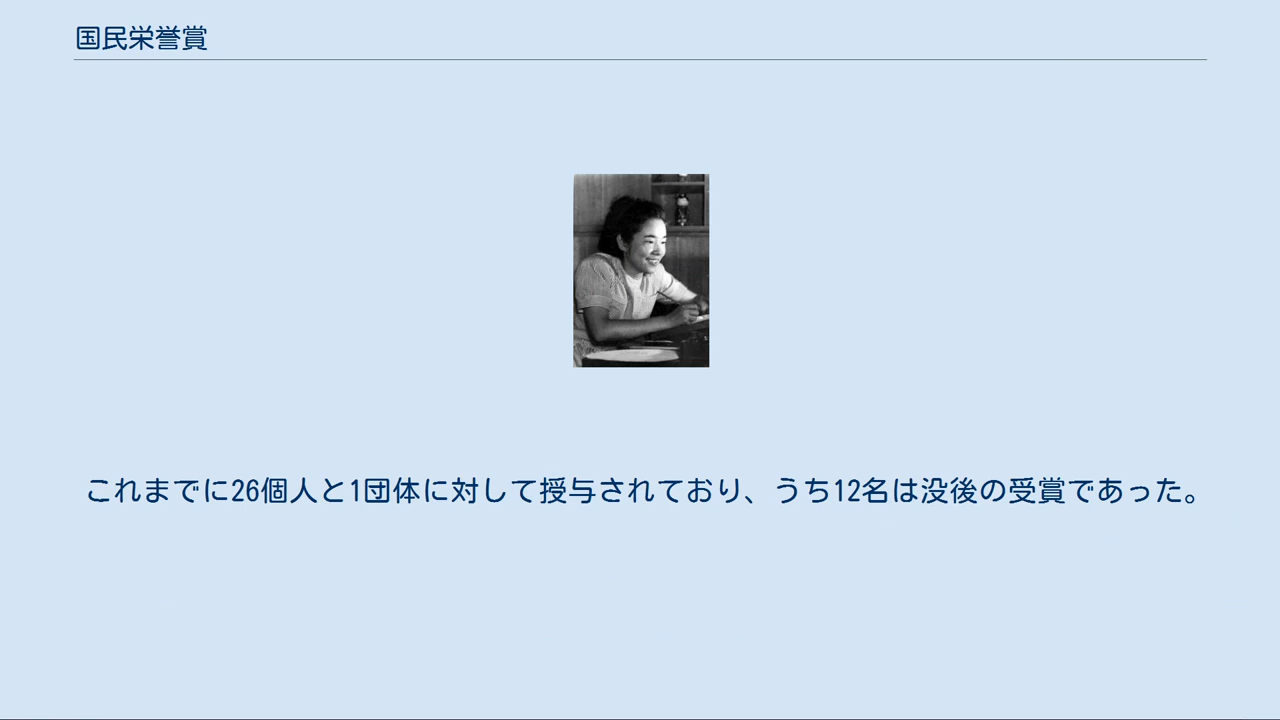 国民栄誉賞
これまでに26個人と1団体に対して授与されており、うち12名は没後の受賞であった。